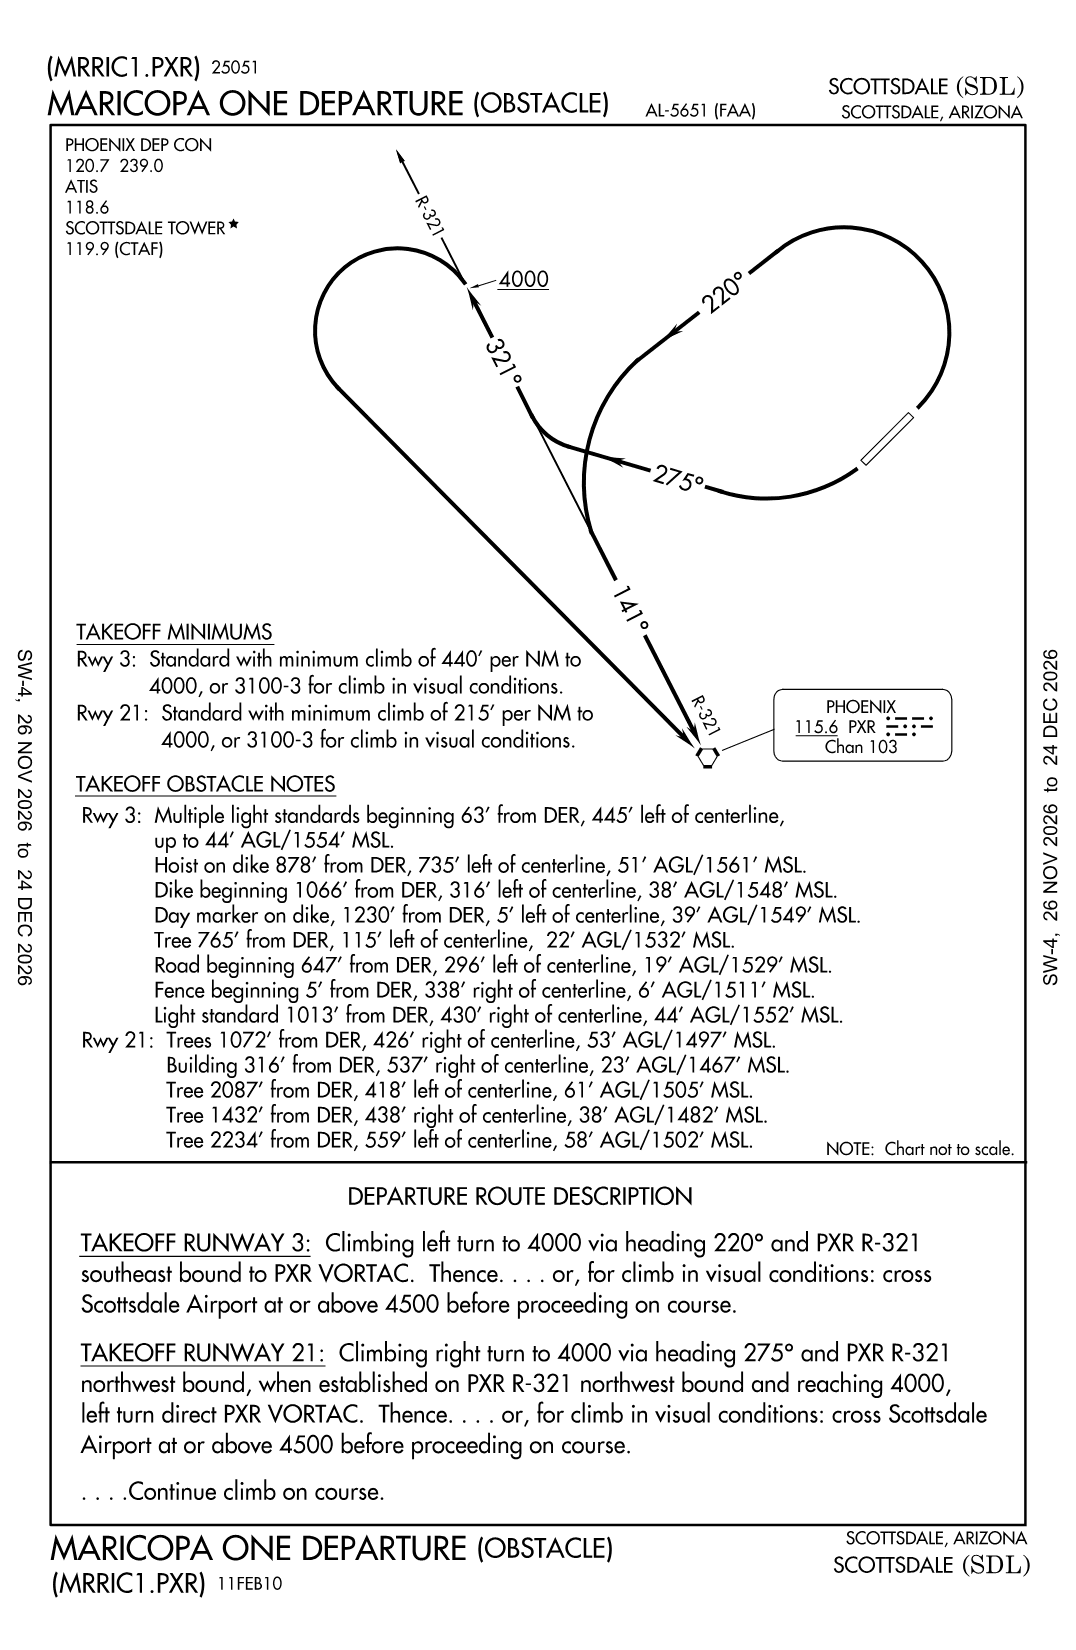 (MRRIC1.PXR) 25051
MARICOPA ONE DEPARTURE (OBSTACLE)
AL-5651 (FAA)
SCOTTSDALE (SDL)
SCOTTSDALE, ARIZONA
PHOENIX DEP CON
120.7 239.0
ATIS
118.6
SCOTTSDALE TOWER★
119.9 (CTAF)
R-321
4000
220°
321°
275°
141°
R-321
PHOENIX
115.6 PXR
Chan 103
TAKEOFF MINIMUMS
Rwy 3: Standard with minimum climb of 440′ per NM to
4000, or 3100-3 for climb in visual conditions.
Rwy 21: Standard with minimum climb of 215′ per NM to
4000, or 3100-3 for climb in visual conditions.
TAKEOFF OBSTACLE NOTES
Rwy 3: Multiple light standards beginning 63′ from DER, 445′ left of centerline,
up to 44′ AGL/1554′ MSL.
Hoist on dike 878′ from DER, 735′ left of centerline, 51′ AGL/1561′ MSL.
Dike beginning 1066′ from DER, 316′ left of centerline, 38′ AGL/1548′ MSL.
Day marker on dike, 1230′ from DER, 5′ left of centerline, 39′ AGL/1549′ MSL.
Tree 765′ from DER, 115′ left of centerline, 22′ AGL/1532′ MSL.
Road beginning 647′ from DER, 296′ left of centerline, 19′ AGL/1529′ MSL.
Fence beginning 5′ from DER, 338′ right of centerline, 6′ AGL/1511′ MSL.
Light standard 1013′ from DER, 430′ right of centerline, 44′ AGL/1552′ MSL.
Rwy 21: Trees 1072′ from DER, 426′ right of centerline, 53′ AGL/1497′ MSL.
Building 316′ from DER, 537′ right of centerline, 23′ AGL/1467′ MSL.
Tree 2087′ from DER, 418′ left of centerline, 61′ AGL/1505′ MSL.
Tree 1432′ from DER, 438′ right of centerline, 38′ AGL/1482′ MSL.
Tree 2234′ from DER, 559′ left of centerline, 58′ AGL/1502′ MSL.
NOTE: Chart not to scale.
DEPARTURE ROUTE DESCRIPTION
TAKEOFF RUNWAY 3: Climbing left turn to 4000 via heading 220° and PXR R-321
southeast bound to PXR VORTAC. Thence. . . . or, for climb in visual conditions: cross
Scottsdale Airport at or above 4500 before proceeding on course.
TAKEOFF RUNWAY 21: Climbing right turn to 4000 via heading 275° and PXR R-321
northwest bound, when established on PXR R-321 northwest bound and reaching 4000,
left turn direct PXR VORTAC. Thence. . . . or, for climb in visual conditions: cross Scottsdale
Airport at or above 4500 before proceeding on course.
. . . .Continue climb on course.
MARICOPA ONE DEPARTURE (OBSTACLE)
(MRRIC1.PXR) 11FEB10
SCOTTSDALE, ARIZONA
SCOTTSDALE (SDL)
SW-4, 26 NOV 2026 to 24 DEC 2026
SW-4, 26 NOV 2026 to 24 DEC 2026